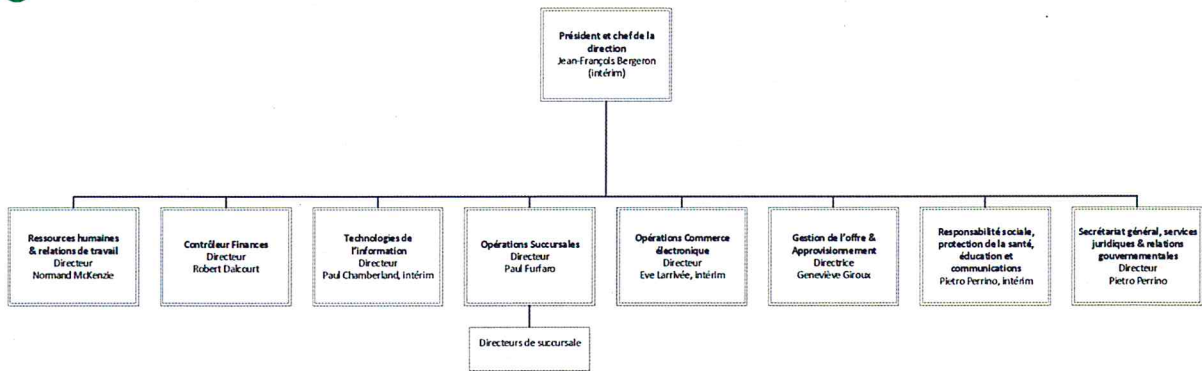 Président et chef de la
direction
Jean-François Bergeron
(intérim)
Ressources humaines
& relations de travail
Directeur
Normand McKenzie
Contrôleur Finances
Directeur
Robert Dalcourt
Technologies de
l'information
Directeur
Paul Chamberland, intérim
Opérations Succursales
Directeur
Paul Furfaro
Opérations Commerce
électronique
Directeur
Eve Larrivée, intérim
Gestion de l'offre &
Approvisionnement
Directrice
Geneviève Giroux
Responsabilité sociale,
protection de la santé,
éducation et
communications
Pietro Perrino, intérim
Secrétariat général, services
juridiques & relations
gouvernementales
Directeur
Pietro Perrino
Directeurs de succursale